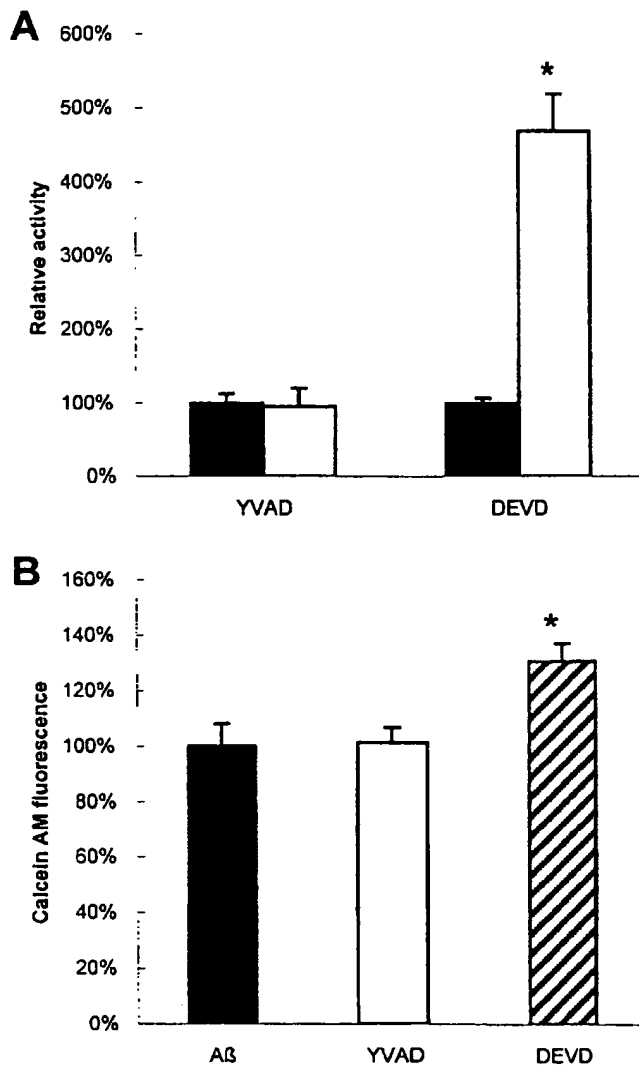 A
600%
*
500%
400%
300%
200%
100%
0%
Relative activity
YVAD
DEVD
B
160%
*
140%
120%
100%
80%
60%
40%
20%
0%
Calcein AM fluorescence
Aß
YVAD
DEVD